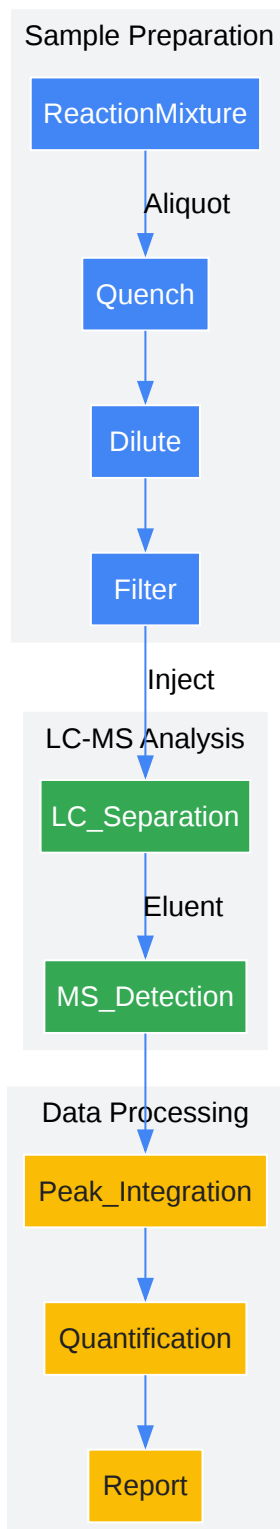 Sample Preparation
ReactionMixture
Aliquot
Quench
Dilute
Filter
Inject
LC-MS Analysis
LC_Separation
Eluent
MS_Detection
Data Processing
Peak_Integration
Quantification
Report